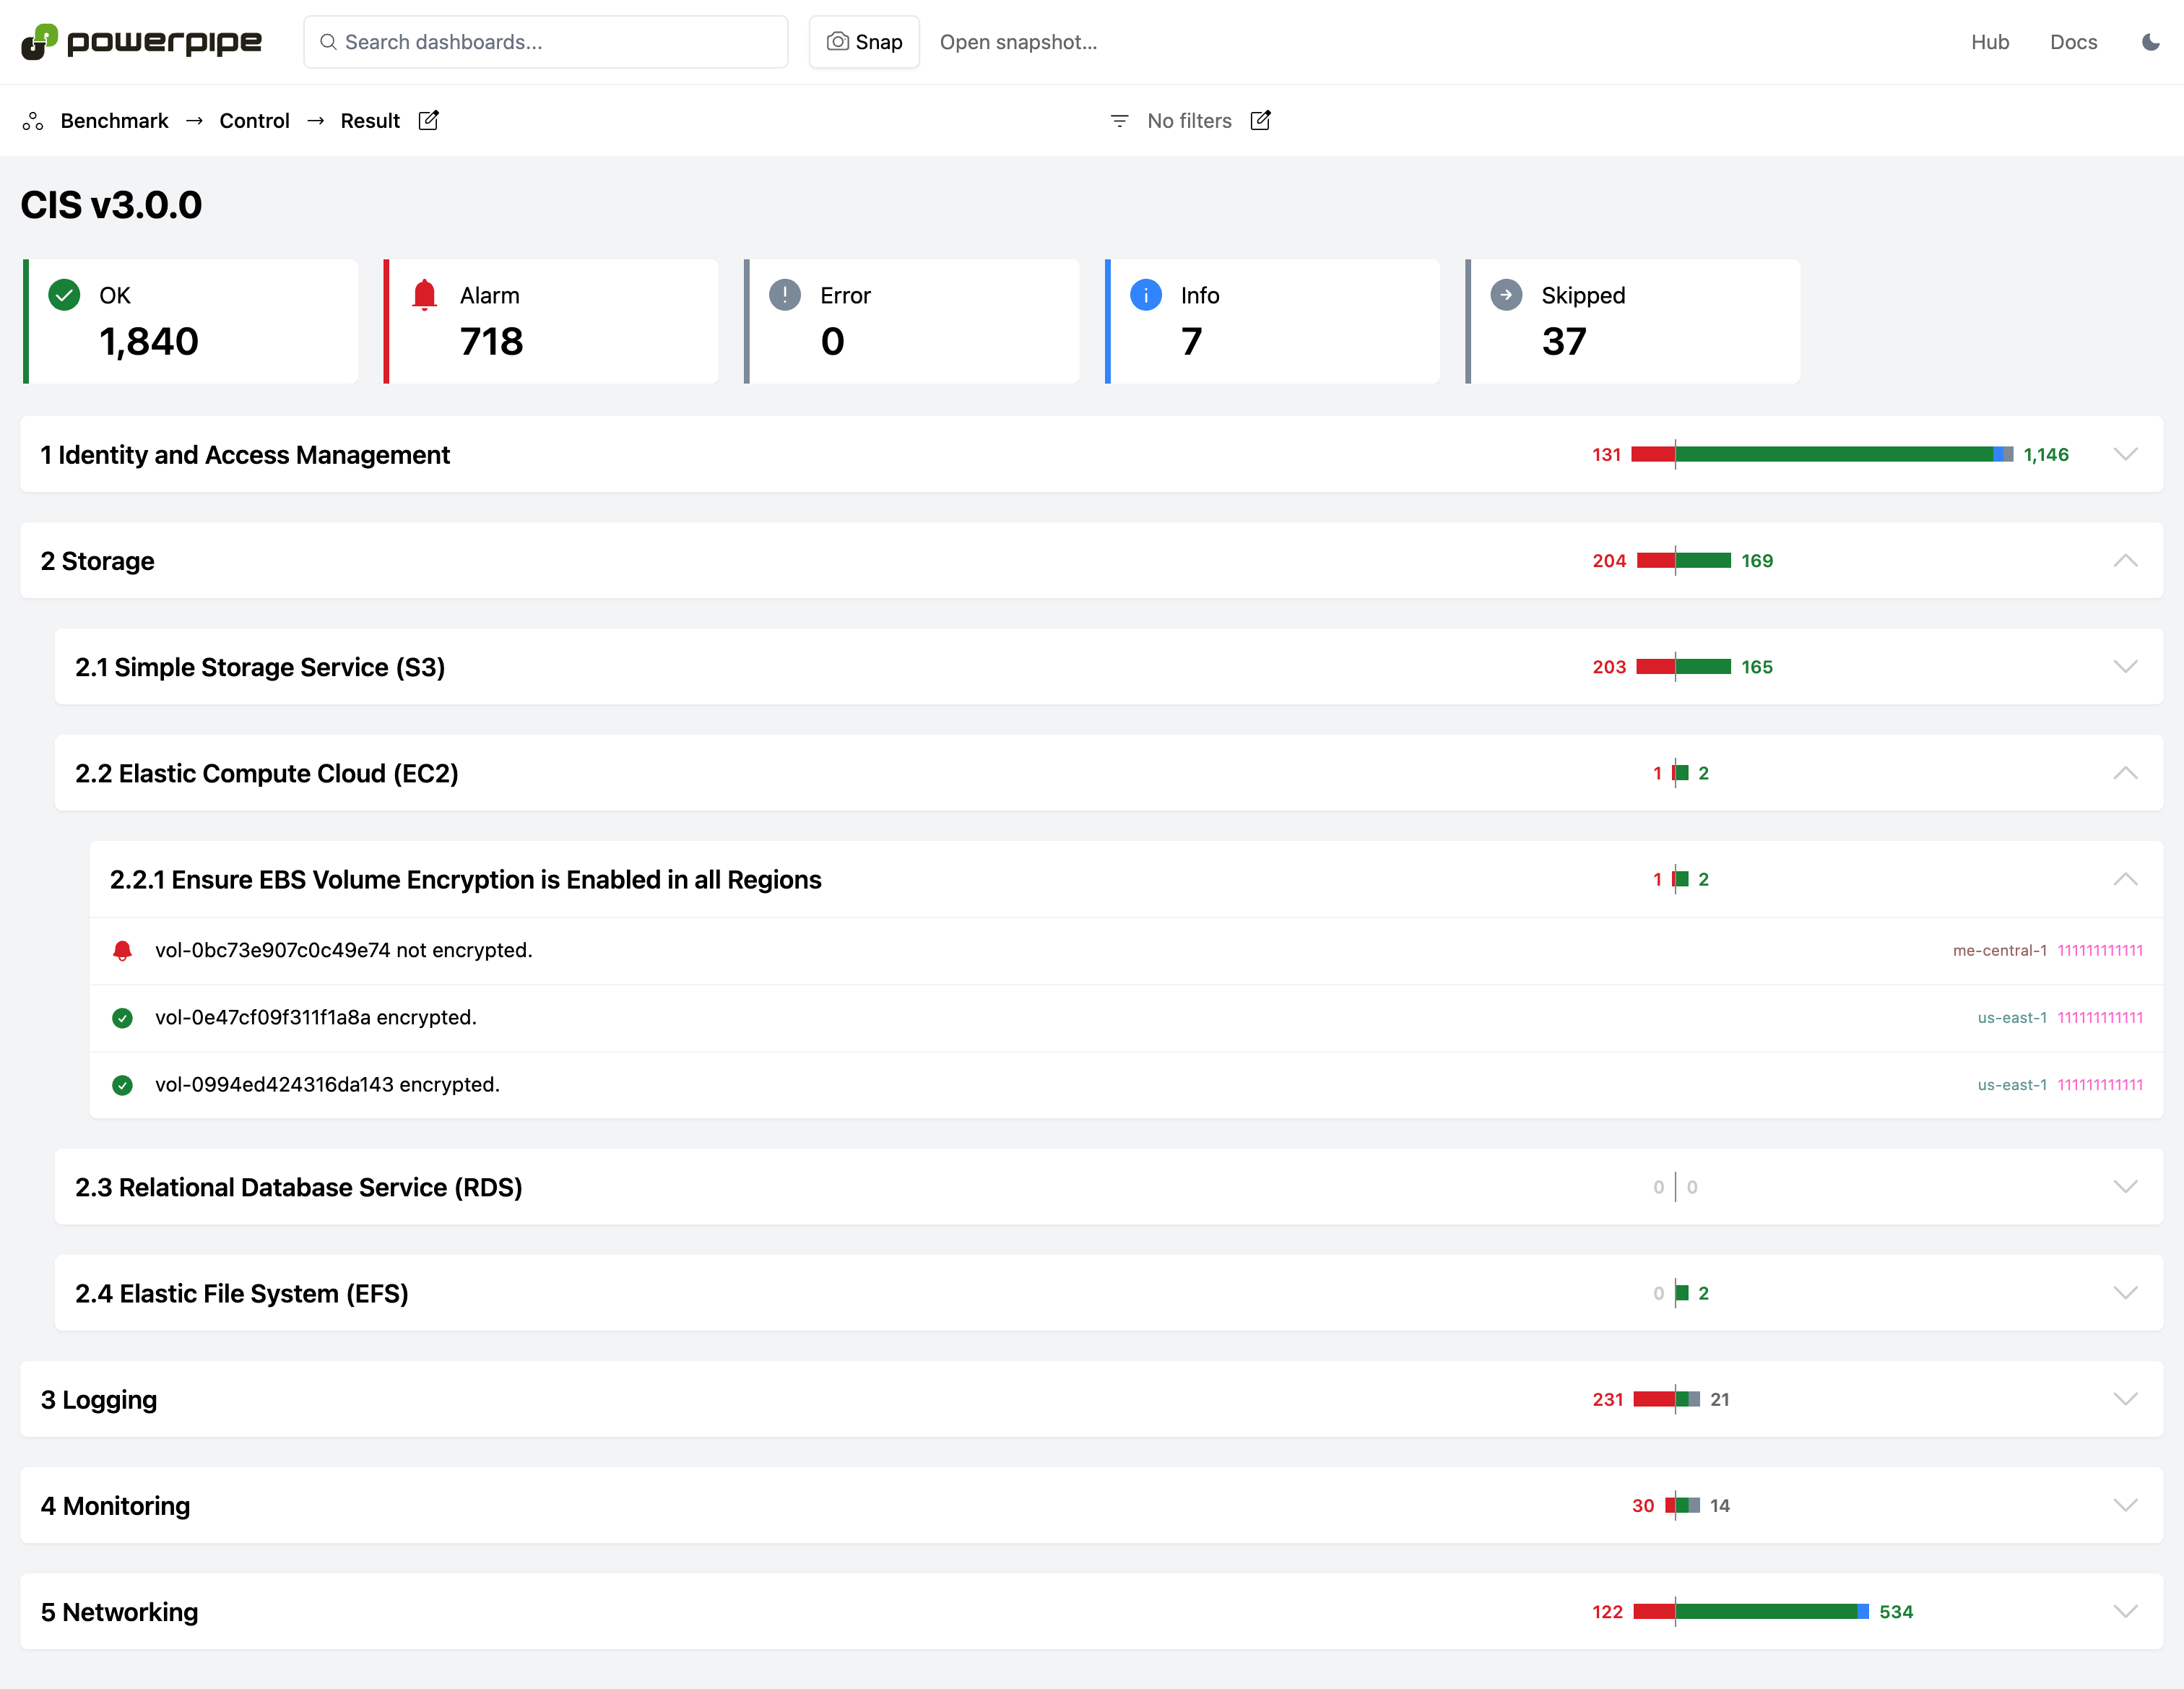 powerpipe Search dashboards... Snap Open snapshot... Hub Docs
Benchmark → Control → Result No filters
CIS v3.0.0
OK Alarm Error Info Skipped
1,840 718 0 7 37
1 Identity and Access Management 131 1,146
2 Storage 204 169
2.1 Simple Storage Service (S3) 203 165
2.2 Elastic Compute Cloud (EC2) 1 2
2.2.1 Ensure EBS Volume Encryption is Enabled in all Regions 1 2
vol-0bc73e907c0c49e74 not encrypted. me-central-1 111111111111
vol-0e47cf09f311f1a8a encrypted. us-east-1 111111111111
vol-0994ed424316da143 encrypted. us-east-1 111111111111
2.3 Relational Database Service (RDS) 0 0
2.4 Elastic File System (EFS) 0 2
3 Logging 231 21
4 Monitoring 30 14
5 Networking 122 534